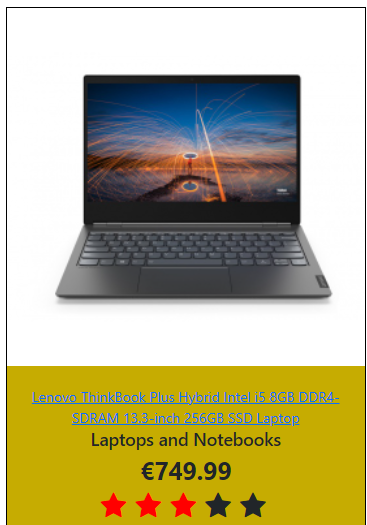 Lenovo ThinkBook Plus Hybrid Intel i5 8GB DDR4-
SDRAM 13.3-inch 256GB SSD Laptop
Laptops and Notebooks
€749.99